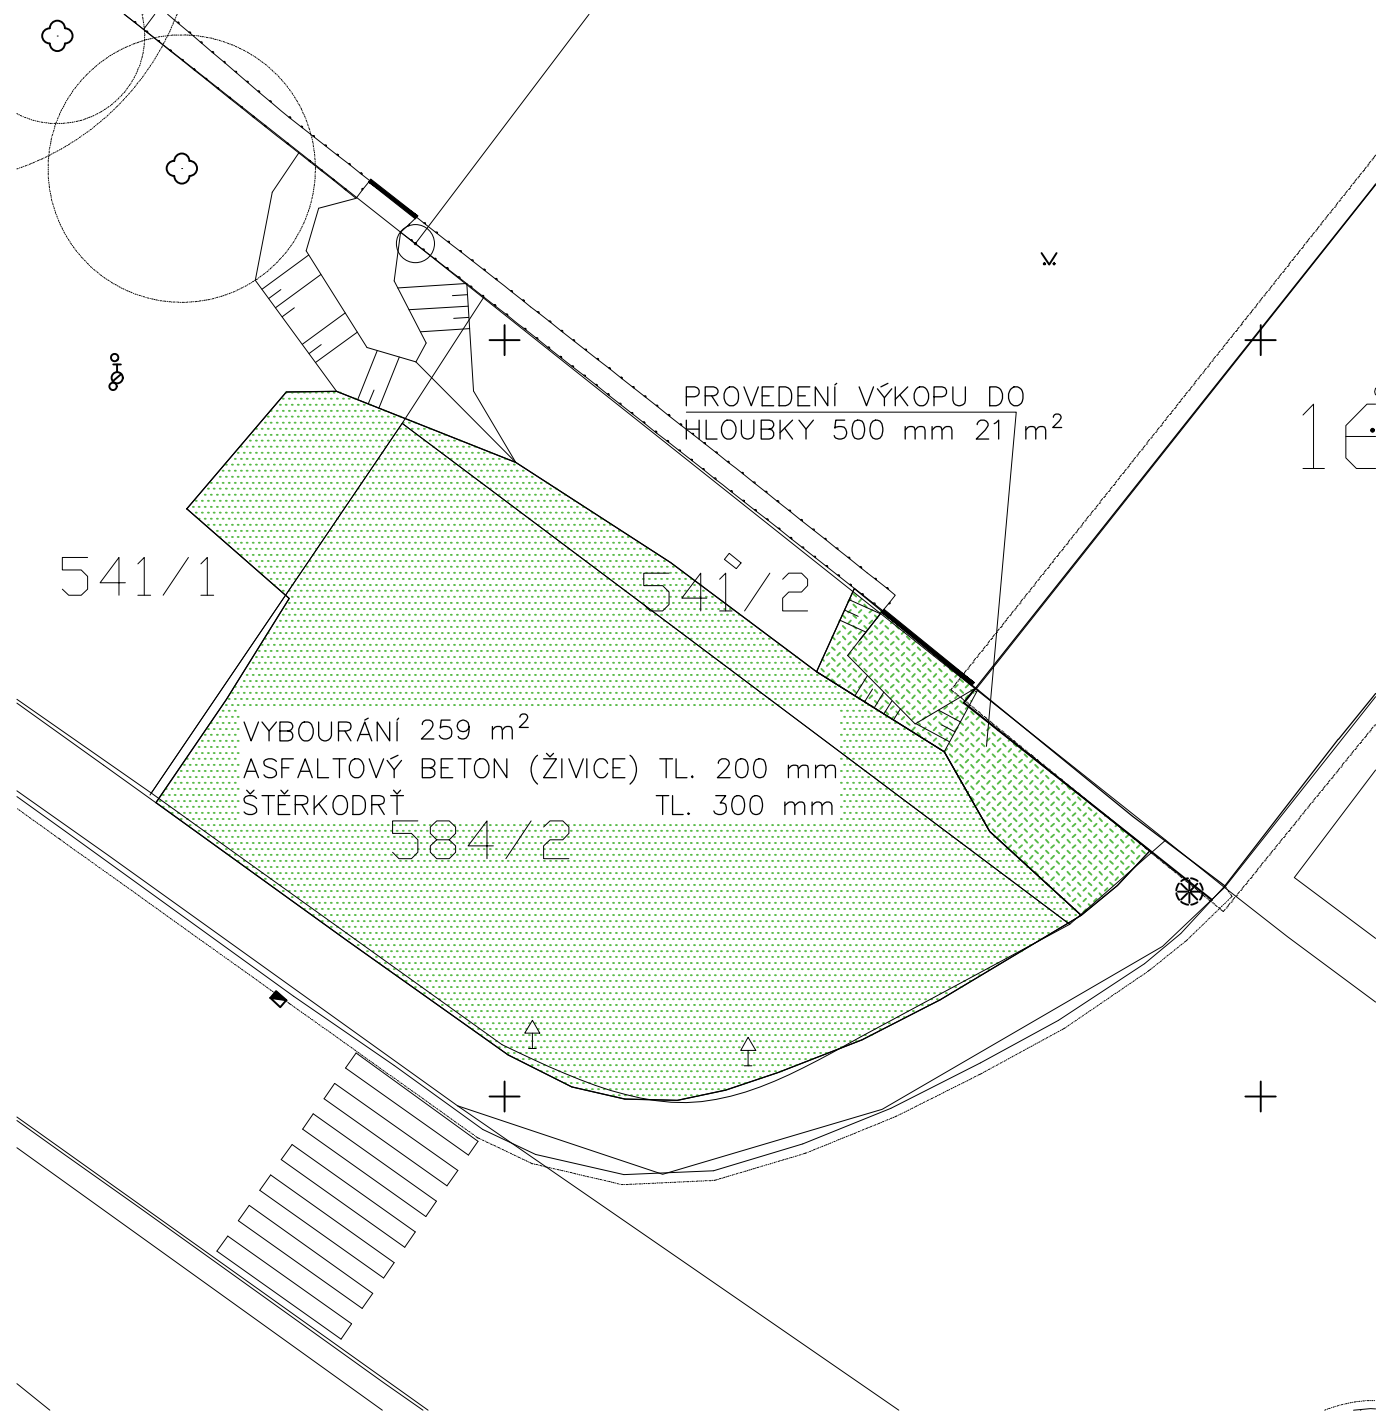 PROVEDENÍ VÝKOPU DO
HLOUBKY 500 mm 21 m²
541/1
541/2
VYBOURÁNÍ 259 m²
ASFALTOVÝ BETON (ŽIVICE) TL. 200 mm
ŠTĚRKODRŤ TL. 300 mm
584/2